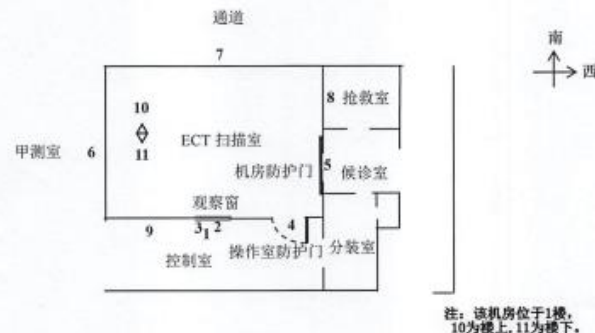 通道
7
南
西
8 抢救室
10
11
甲测室
6
ECT 扫描室
机房防护门
5
候诊室
观察窗
9
3
1
2
4
操作室防护门
分装室
控制室
注：该机房位于1楼，
10为楼上，11为楼下。